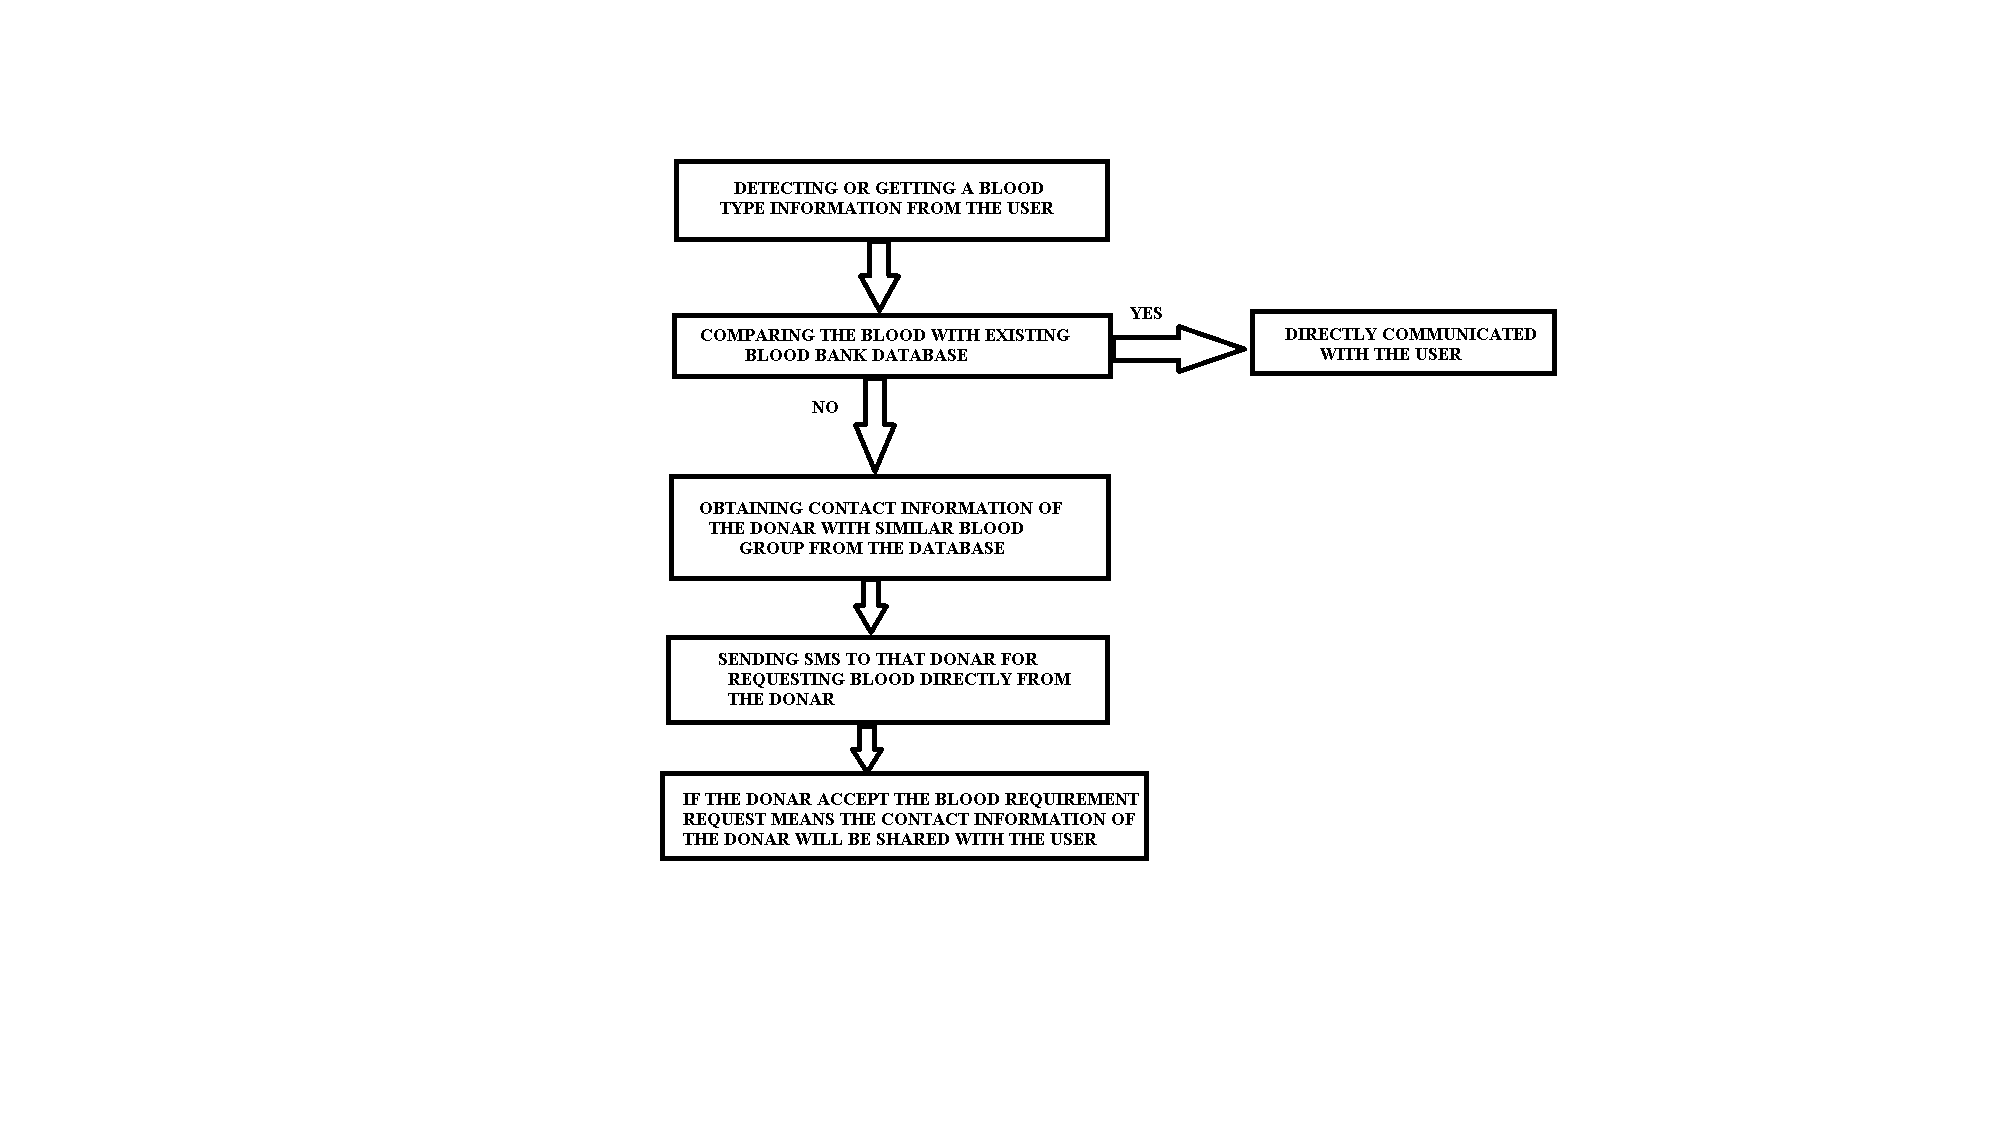 DETECTING OR GETTING A BLOOD
TYPE INFORMATION FROM THE USER
COMPARING THE BLOOD WITH EXISTING
BLOOD BANK DATABASE
YES
DIRECTLY COMMUNICATED
WITH THE USER
NO
OBTAINING CONTACT INFORMATION OF
THE DONAR WITH SIMILAR BLOOD
GROUP FROM THE DATABASE
SENDING SMS TO THAT DONAR FOR
REQUESTING BLOOD DIRECTLY FROM
THE DONAR
IF THE DONAR ACCEPT THE BLOOD REQUIREMENT
REQUEST MEANS THE CONTACT INFORMATION OF
THE DONAR WILL BE SHARED WITH THE USER